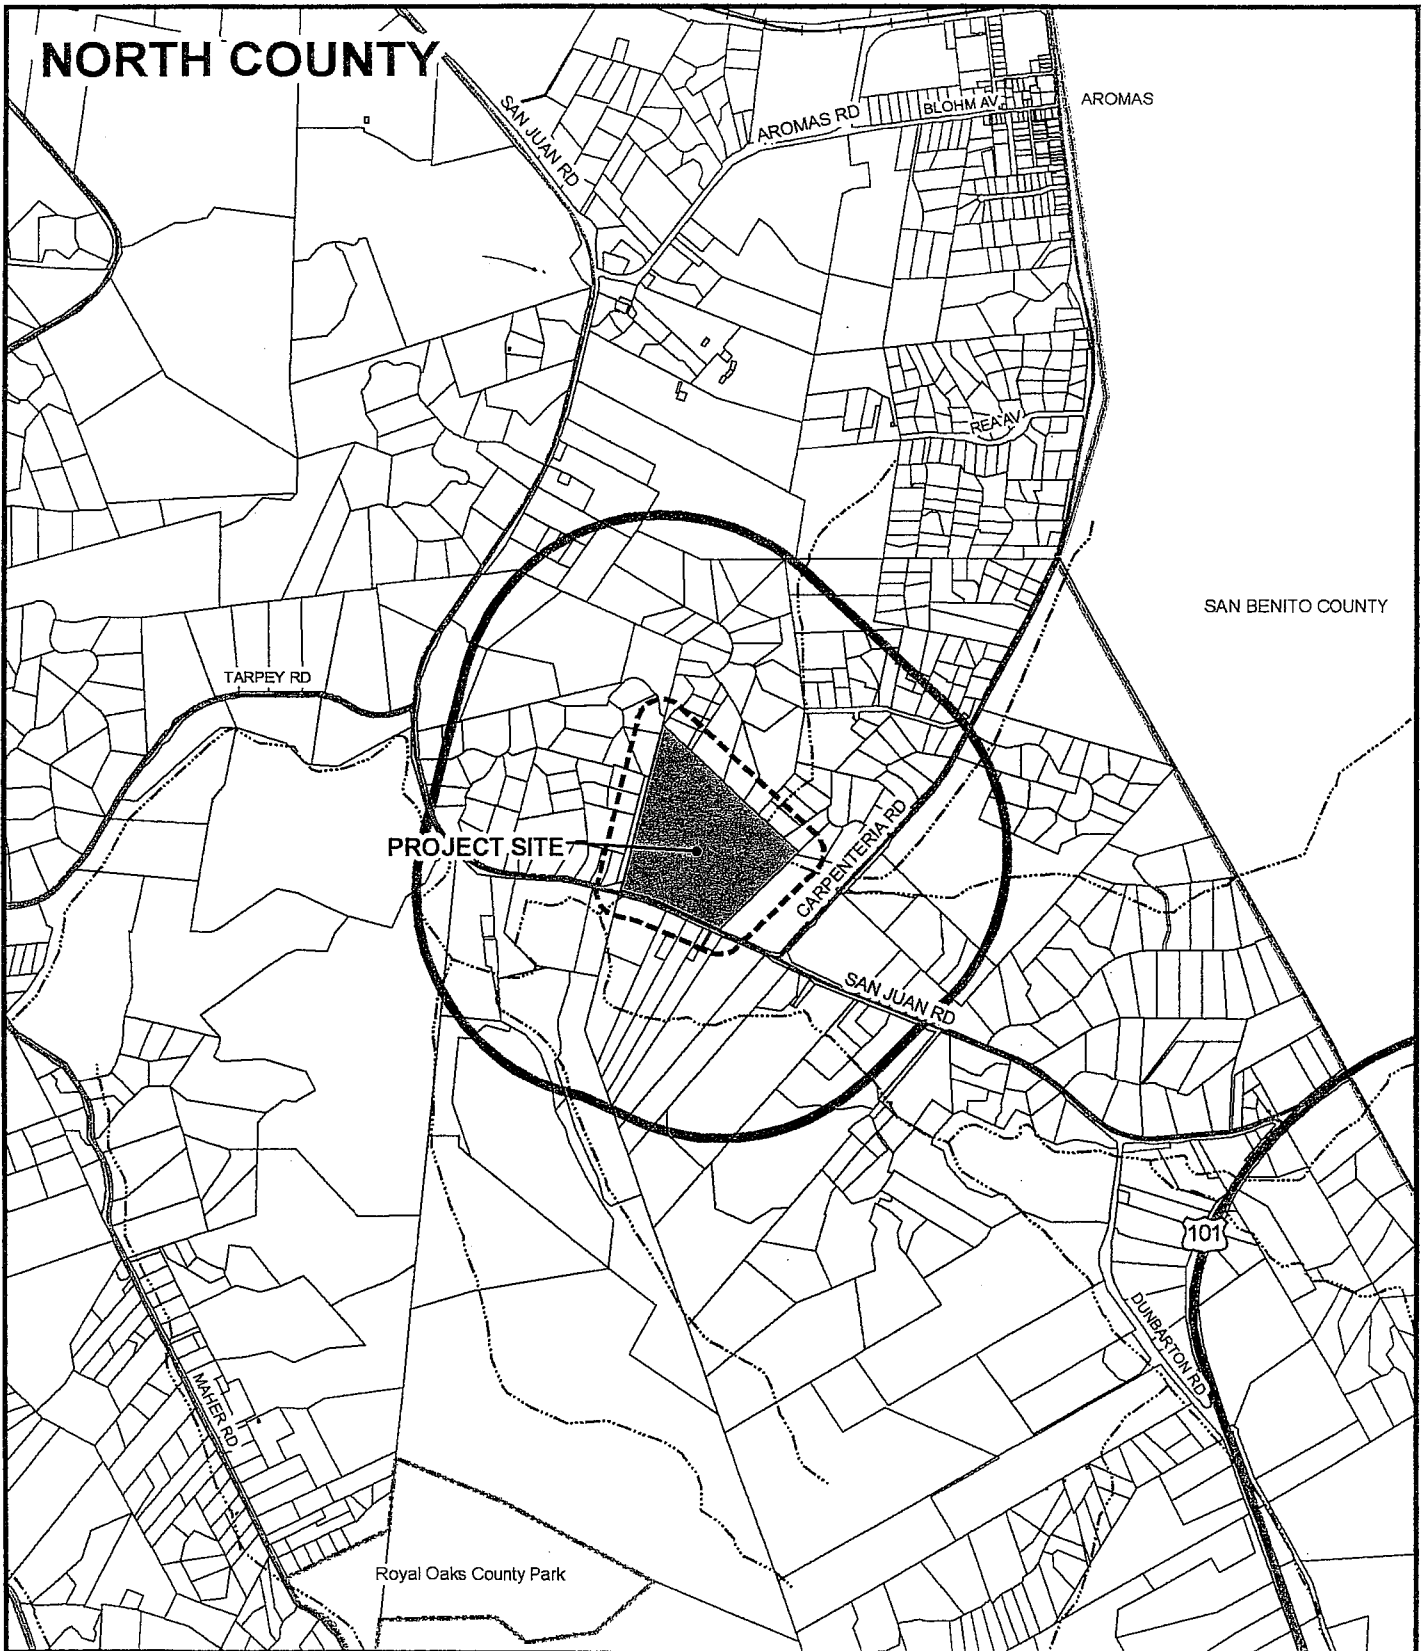 NORTH COUNTY
SAN JUAN RD
AROMAS RD
BLOHM AV
AROMAS
REA AV
SAN BENITO COUNTY
TARPEY RD
PROJECT SITE
CARPENTERIA RD
SAN JUAN RD
101
DUNBARTON RD
MAHER RD
Royal Oaks County Park